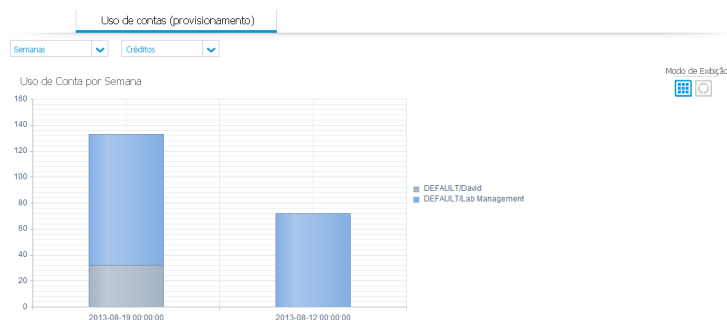 Uso de contas (provisionamento)
Semanas
Créditos
Modo de Exibição
Uso de Conta por Semana
160
140
120
100
80
60
40
20
0
2013-08-19 00:00:00
2013-08-12 00:00:00
DEFAULT/David
DEFAULT/Lab Management